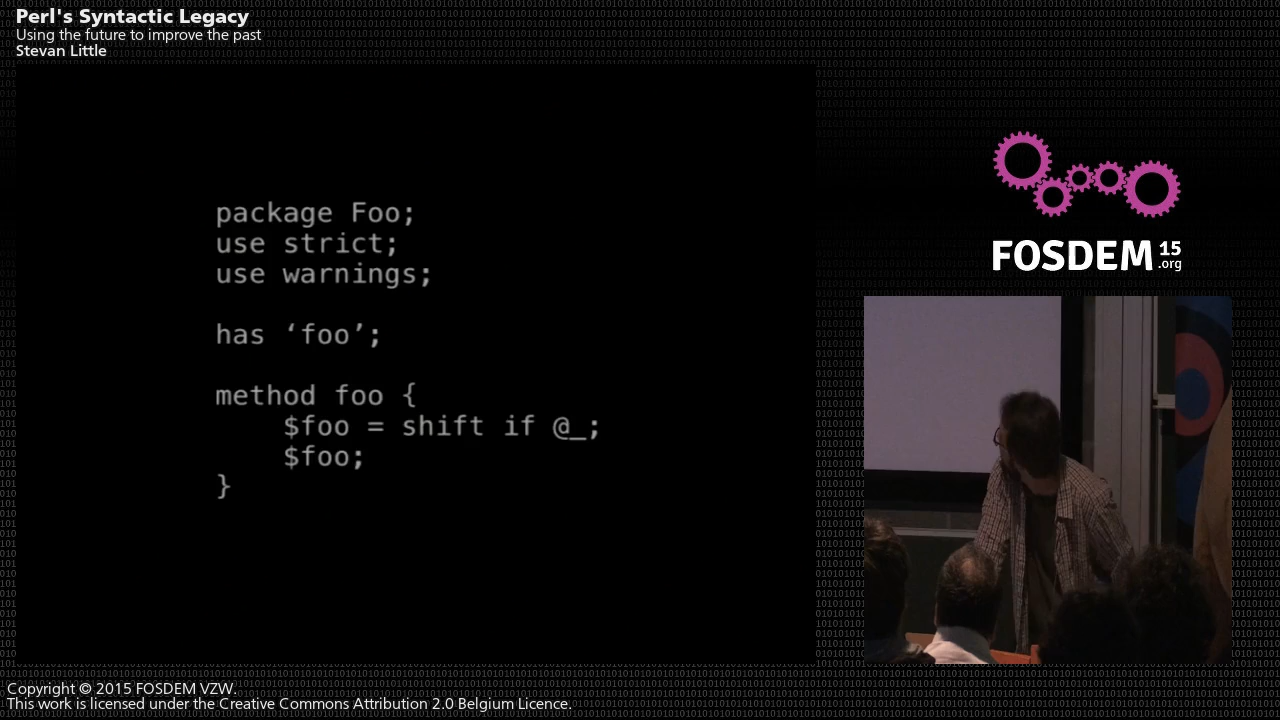 Perl's Syntactic Legacy
Using the future to improve the past
Stevan Little
package Foo;
use strict;
use warnings;
has ‘foo’;
method foo {
$foo = shift if @_;
$foo;
}
FOSDEM 15
.org
Copyright © 2015 FOSDEM VZW.
This work is licensed under the Creative Commons Attribution 2.0 Belgium Licence.